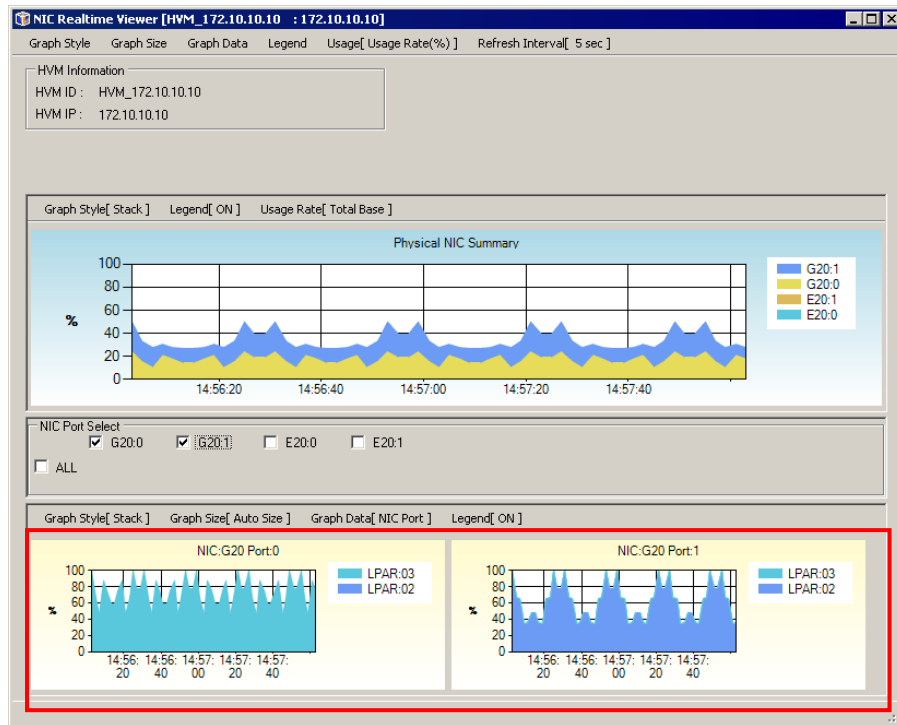 NIC Realtime Viewer [HVM_172.10.10.10 : 172.10.10.10]
Graph Style Graph Size Graph Data Legend Usage[ Usage Rate(%) ] Refresh Interval[ 5 sec ]
HVM Information
HVM ID : HVM_172.10.10.10
HVM IP : 172.10.10.10
Graph Style[ Stack ] Legend[ ON ] Usage Rate[ Total Base ]
Physical NIC Summary
100
80
60
40
20
0
%
14:56:20 14:56:40 14:57:00 14:57:20 14:57:40
G20:1
G20:0
E20:1
E20:0
NIC Port Select
G20:0 G20:1 E20:0 E20:1
ALL
Graph Style[ Stack ] Graph Size[ Auto Size ] Graph Data[ NIC Port ] Legend[ ON ]
NIC:G20 Port:0
100
80
60
40
20
0
%
14:56: 14:56: 14:57: 14:57: 14:57:
20 40 00 20 40
LPAR:03
LPAR:02
NIC:G20 Port:1
100
80
60
40
20
0
%
14:56: 14:56: 14:57: 14:57: 14:57:
20 40 00 20 40
LPAR:03
LPAR:02